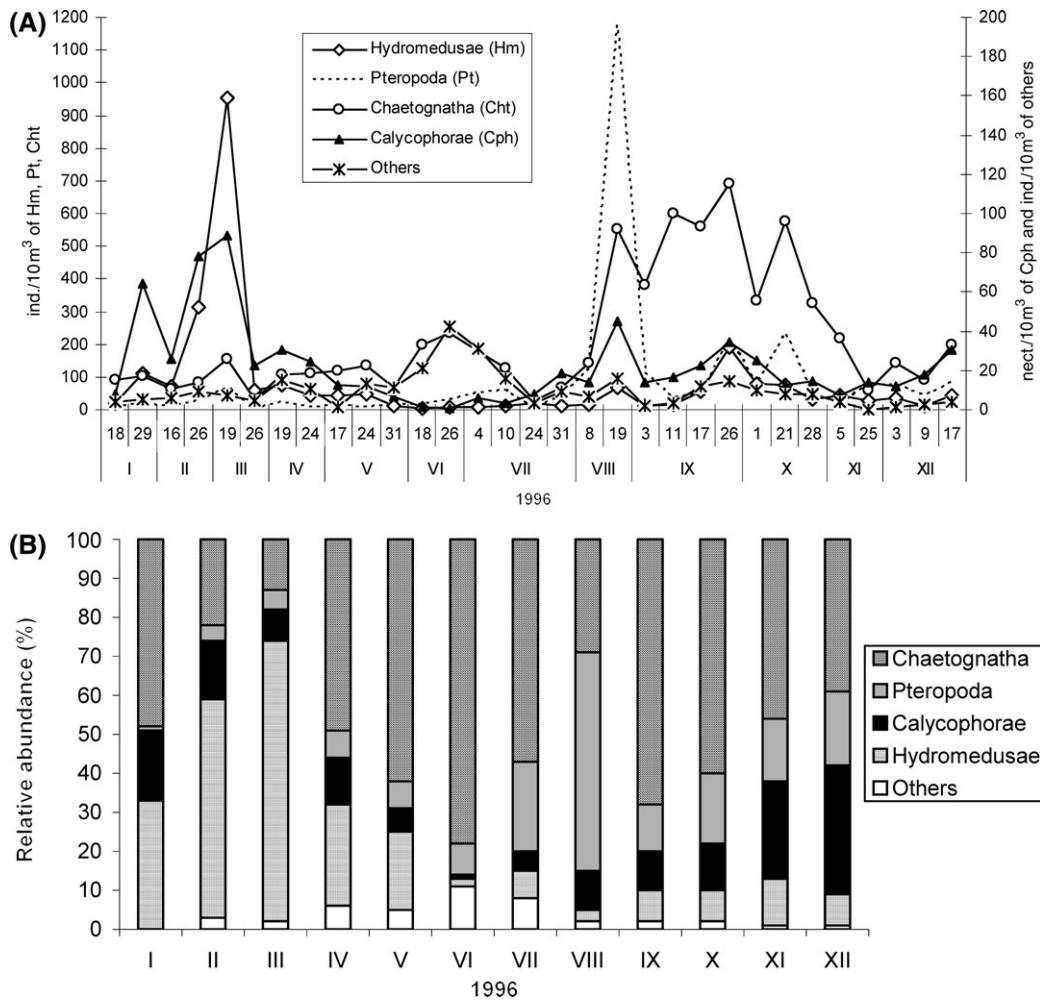 (A)
1200
1100
1000
900
800
700
600
500
400
300
200
100
0
ind./10m³ of Hm, Pt, Cht
Hydromedusae (Hm)
Pteropoda (Pt)
Chaetognatha (Cht)
Calycophorae (Cph)
Others
200
180
160
140
120
100
80
60
40
20
0
nect./10m³ of Cph and ind./10m³ of others
18 29 16 26 19 26 19 24 17 24 31 18 26 4 10 24 31 8 19 3 11 17 26 1 21 28 5 25 3 9 17
I II III IV V VI VII VIII IX X XI XII
1996
(B)
100
90
80
70
60
50
40
30
20
10
0
Relative abundance (%)
Chaetognatha
Pteropoda
Calycophorae
Hydromedusae
Others
I II III IV V VI VII VIII IX X XI XII
1996